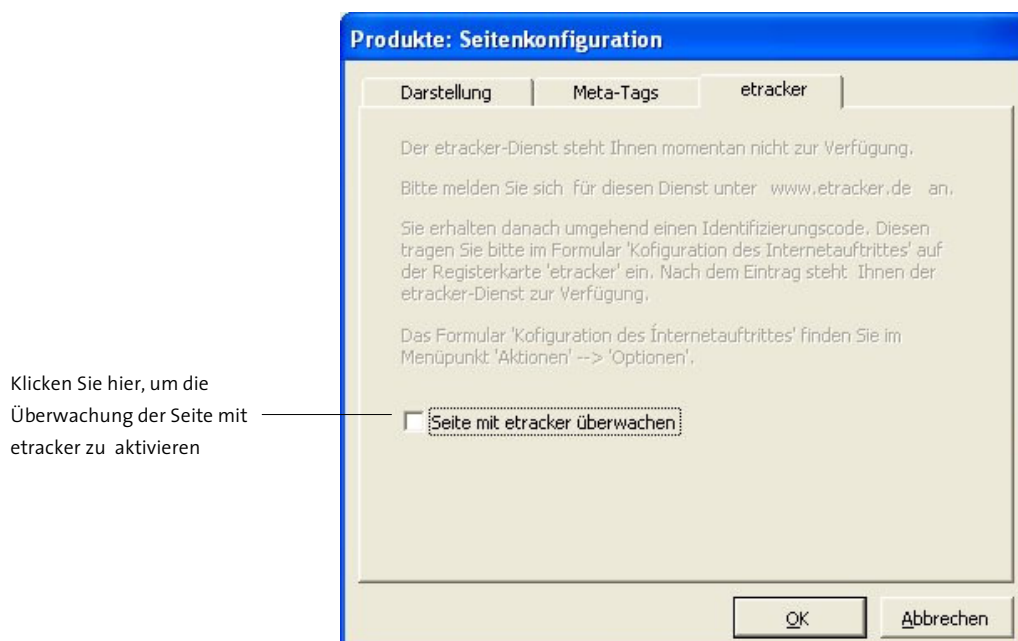 Produkte: Seitenkonfiguration
Darstellung
Meta-Tags
etracker
Der etracker-Dienst steht Ihnen momentan nicht zur Verfügung.
Bitte melden Sie sich für diesen Dienst unter www.etracker.de an.
Sie erhalten danach umgehend einen Identifizierungscode. Diesen
tragen Sie bitte im Formular 'Kofiguration des Internetauftrittes' auf
der Registerkarte 'etracker' ein. Nach dem Eintrag steht Ihnen der
etracker-Dienst zur Verfügung.
Das Formular 'Kofiguration des Ínternetauftrittes' finden Sie im
Menüpunkt 'Aktionen' --> 'Optionen'.
Klicken Sie hier, um die
Überwachung der Seite mit
etracker zu aktivieren
Seite mit etracker überwachen
OK
Abbrechen